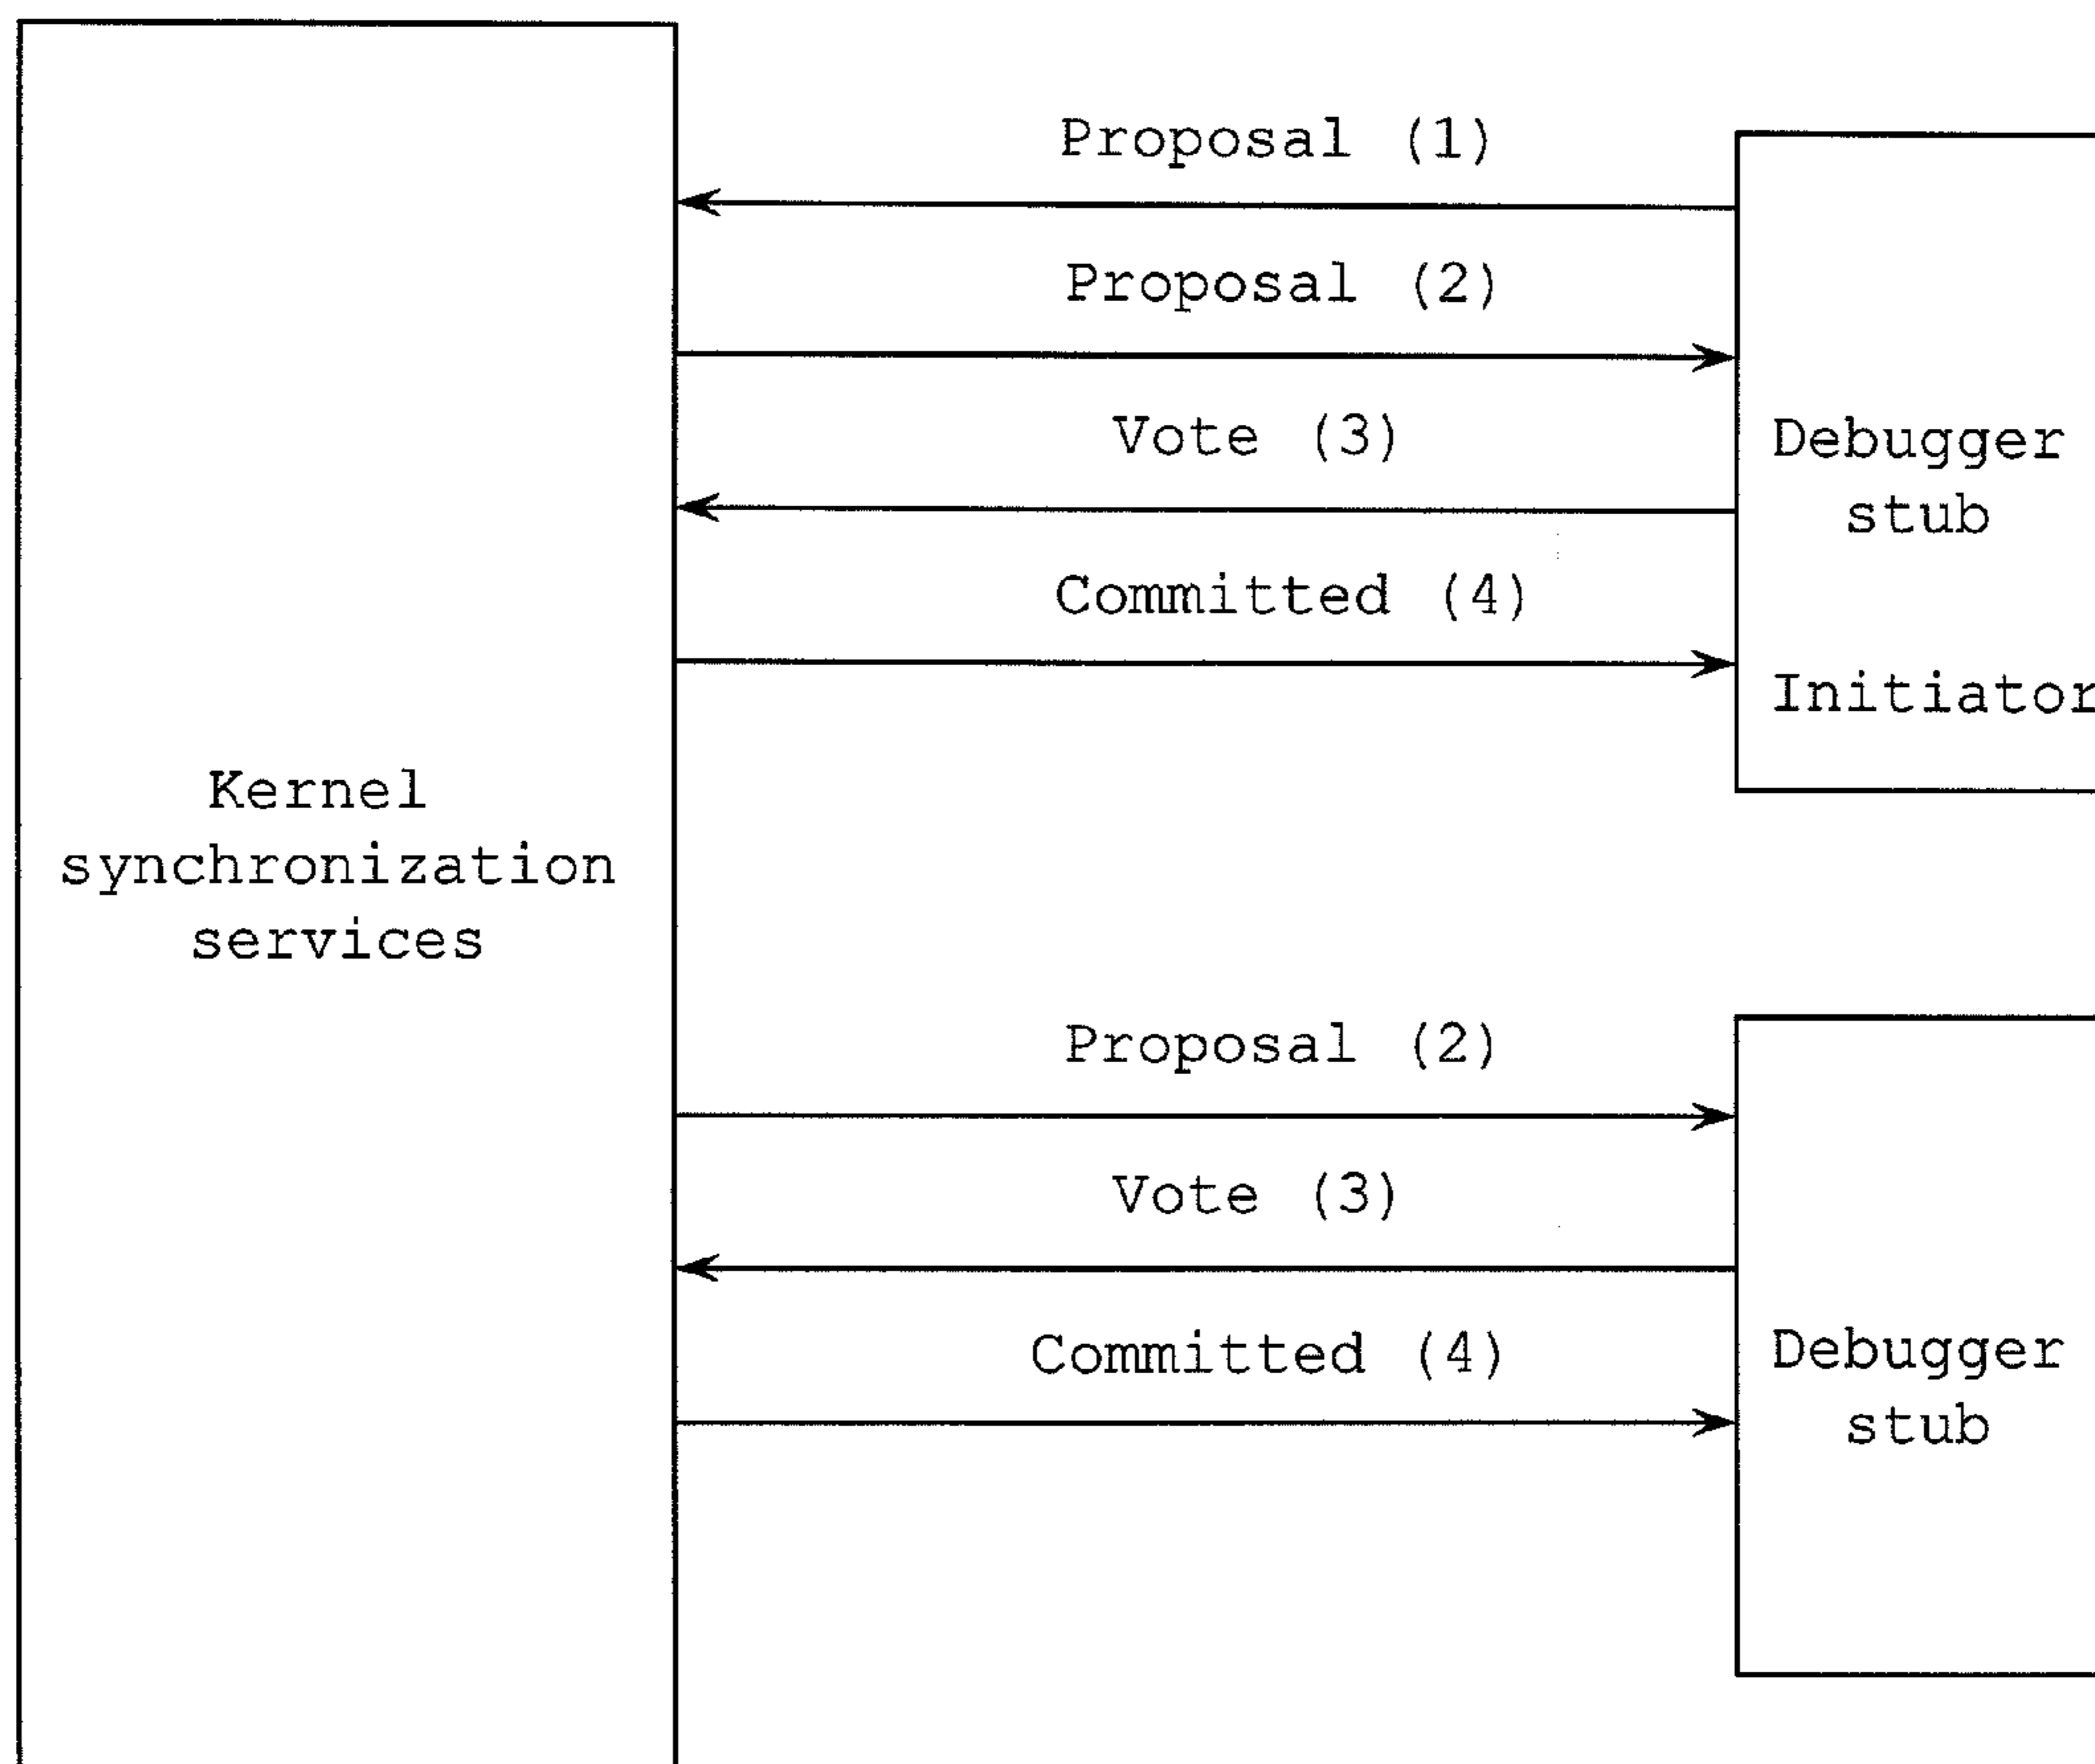 Proposal (1)
Proposal (2)
Vote (3)
Committed (4)
Debugger
stub
Initiator
Kernel
synchronization
services
Proposal (2)
Vote (3)
Committed (4)
Debugger
stub